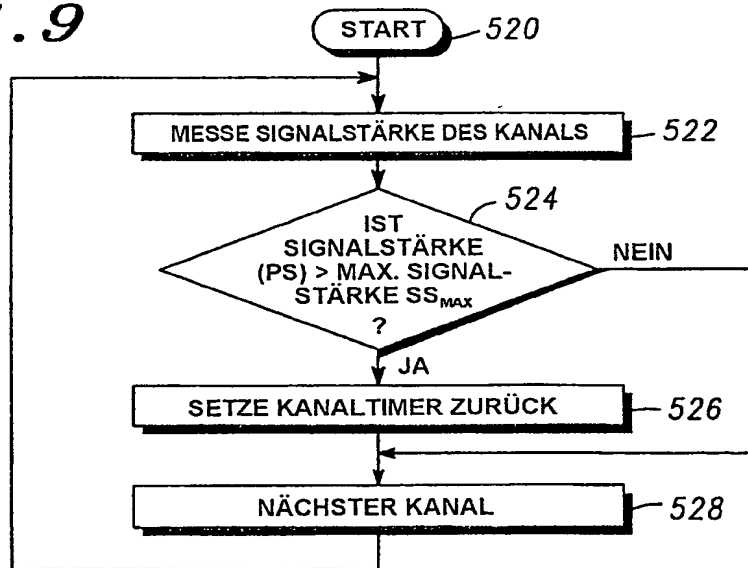 .9
START
520
MESSE SIGNALSTÄRKE DES KANALS
522
524
IST
SIGNALSTÄRKE
(PS) > MAX. SIGNAL-
STÄRKE SS_MAX
?
NEIN
JA
SETZE KANALTIMER ZURÜCK
526
NÄCHSTER KANAL
528